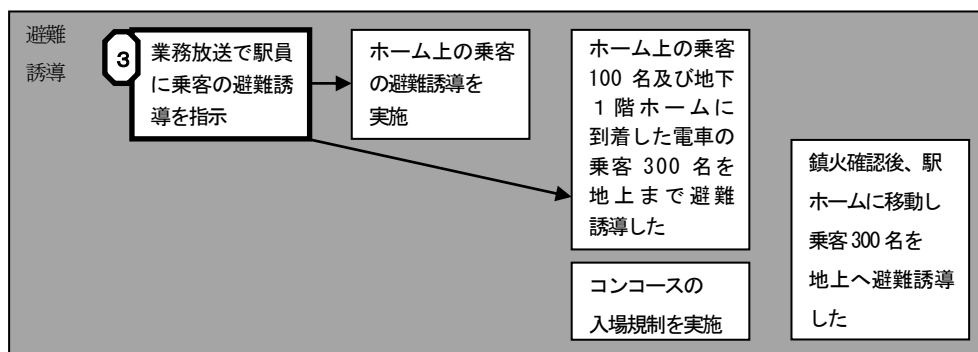 避難
誘導
3
業務放送で駅員
に乗客の避難誘
導を指示
ホーム上の乗客
の避難誘導を
実施
ホーム上の乗客
100 名及び地下
1 階ホームに
到着した電車の
乗客 300 名を
地上まで避難
誘導した
コンコースの
入場規制を実施
鎮火確認後、駅
ホームに移動し
乗客 300 名を
地上へ避難誘導
した